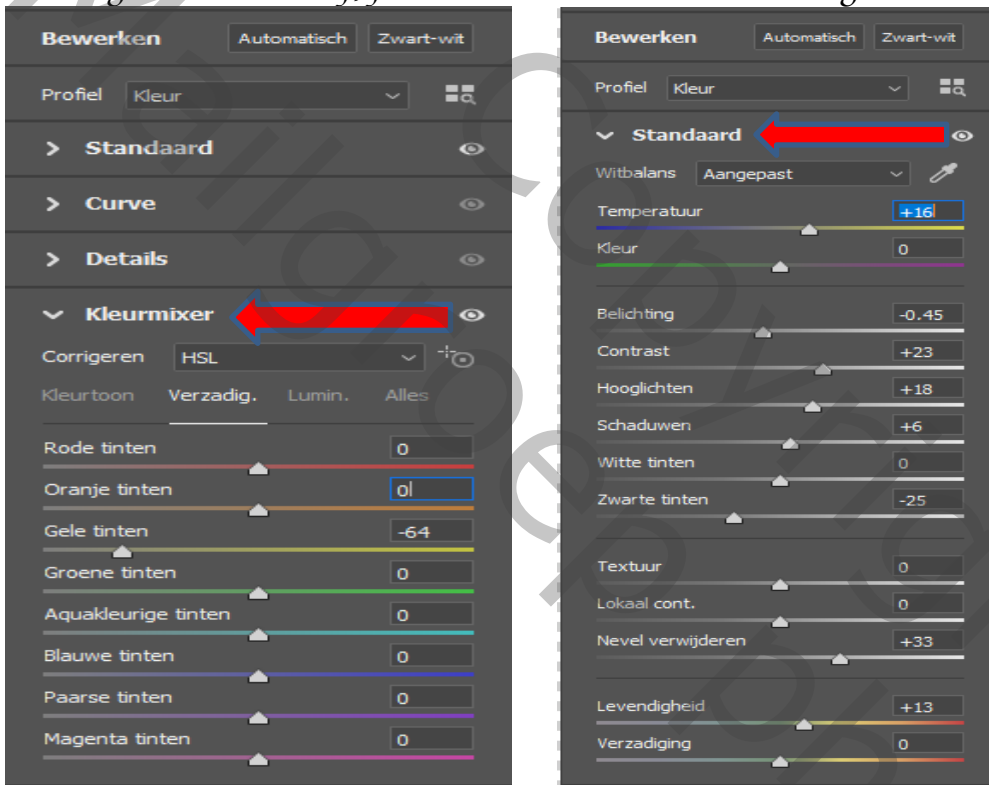 Bewerken Automatisch Zwart-wit
Profiel Kleur
Standaard
Curve
Details
Kleurmixer
Corrigeren HSL
Kleurtoon Verzadig. Lumin. Alles
Rode tinten 0
Oranje tinten 0
Gele tinten -64
Groene tinten 0
Aquakleurige tinten 0
Blauwe tinten 0
Paarse tinten 0
Magenta tinten 0
Bewerken Automatisch Zwart-wit
Profiel Kleur
Standaard
Witbalans Aangepast
Temperatuur +16
Kleur 0
Belichting -0.45
Contrast +23
Hooglichten +18
Schaduwen +6
Witte tinten 0
Zwarte tinten -25
Textuur 0
Lokaal cont. 0
Nevel verwijderen +33
Levendigheid +13
Verzadiging 0